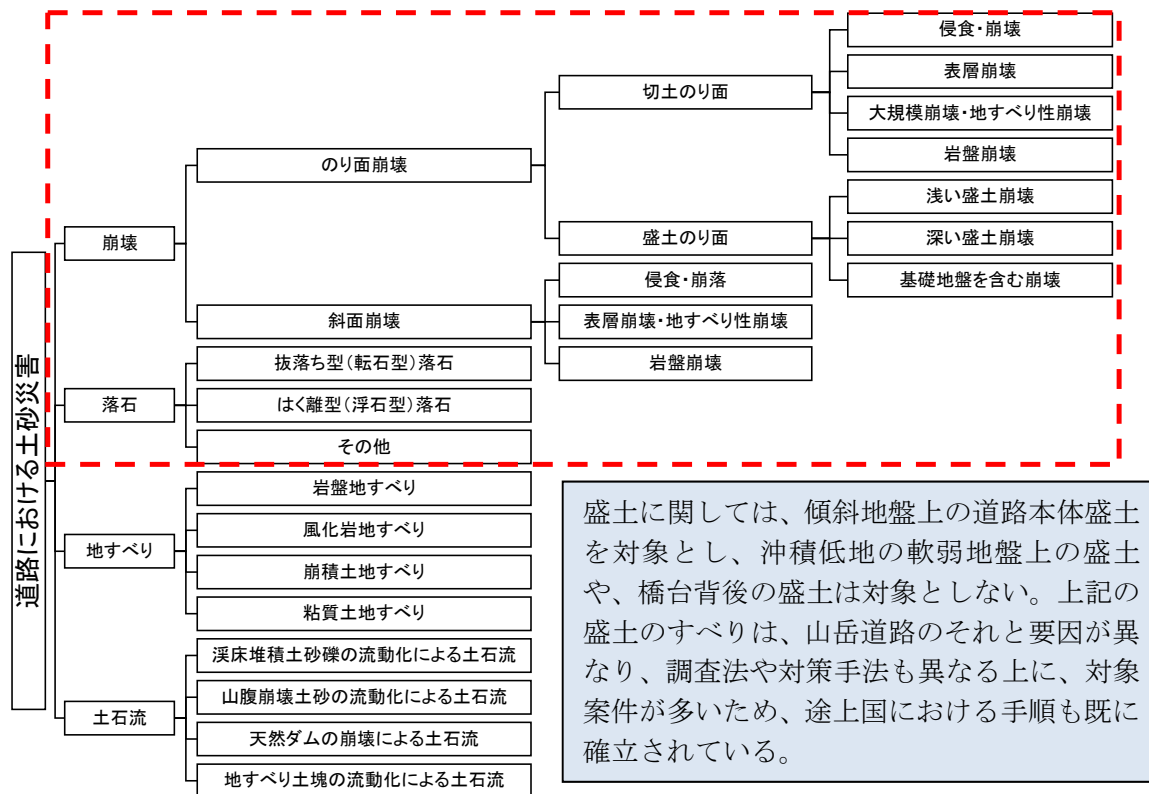 道路における土砂災害
崩壊
のり面崩壊
切土のり面
侵食・崩壊
表層崩壊
大規模崩壊・地すべり性崩壊
岩盤崩壊
盛土のり面
浅い盛土崩壊
深い盛土崩壊
基礎地盤を含む崩壊
斜面崩壊
侵食・崩落
表層崩壊・地すべり性崩壊
岩盤崩壊
落石
抜落ち型(転石型)落石
はく離型(浮石型)落石
その他
地すべり
岩盤地すべり
風化岩地すべり
崩積土地すべり
粘質土地すべり
土石流
渓床堆積土砂礫の流動化による土石流
山腹崩壊土砂の流動化による土石流
天然ダムの崩壊による土石流
地すべり土塊の流動化による土石流
盛土に関しては、傾斜地盤上の道路本体盛土
を対象とし、沖積低地の軟弱地盤上の盛土
や、橋台背後の盛土は対象としない。上記の
盛土のすべりは、山岳道路のそれと要因が異
なり、調査法や対策手法も異なる上に、対象
案件が多いため、途上国における手順も既に
確立されている。